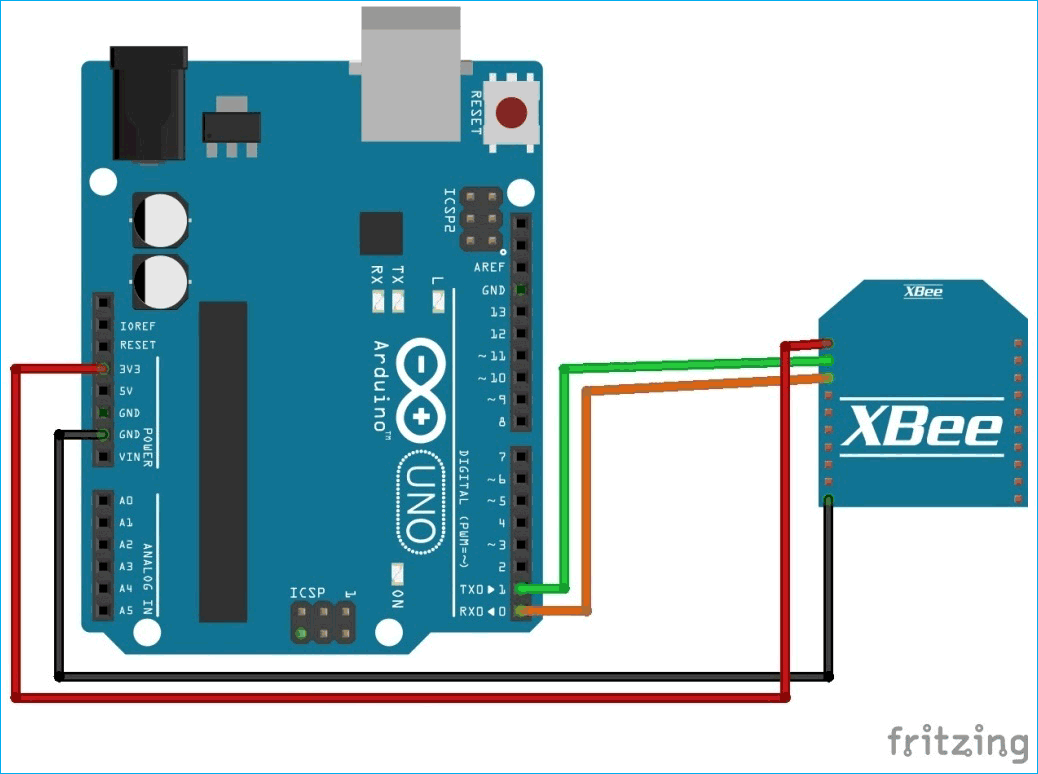 RESET
ICSP2
AREF
GND
13
12
~11
~10
~9
8
RX
TX
L
IOREF
RESET
3V3
5V
GND
GND
VIN
POWER
Arduino™
UNO
7
~6
~5
4
~3
2
TX0▶1
RX0◀0
DIGITAL (PWM=~)
A0
A1
A2
A3
A4
A5
ANALOG IN
ICSP
1
ON
XBee
XBee
fritzing